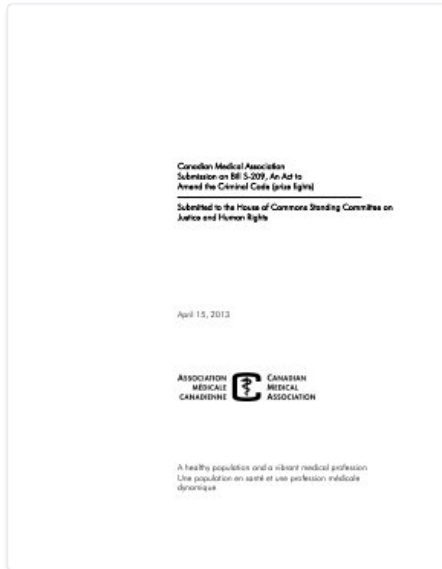 Canadian Medical Association
Submission on Bill S-209, An Act to
Amend the Criminal Code (prize fights)
Submitted to the House of Commons Standing Committee on
Justice and Human Rights
April 15, 2013
ASSOCIATION MÉDICALE CANADIENNE
CANADIAN MEDICAL ASSOCIATION
A healthy population and a vibrant medical profession
Une population en santé et une profession médicale
dynamique